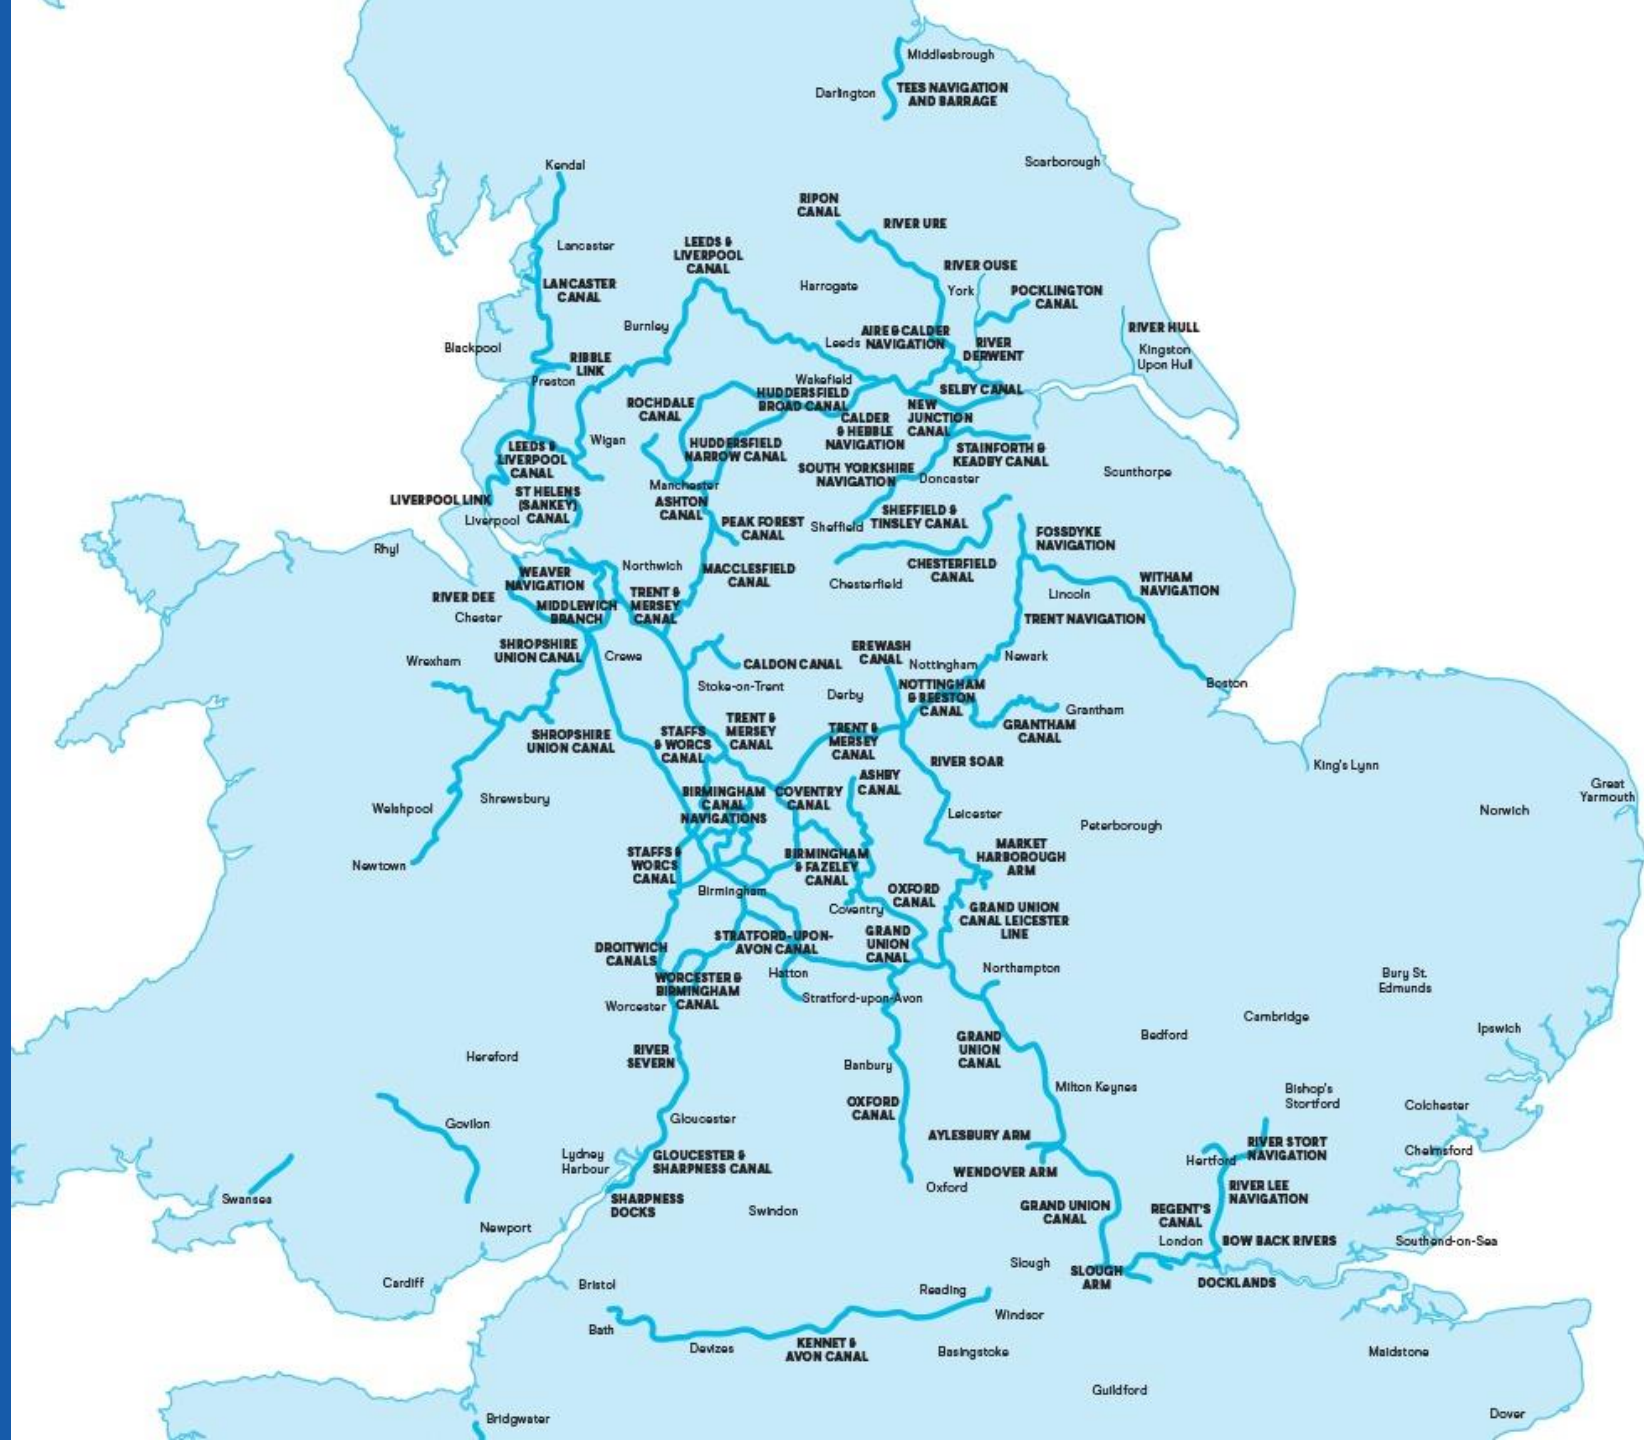 Middlesbrough
Darlington
TEES NAVIGATION
AND BARRAGE
Scarborough
Kendal
RIPON
CANAL
RIVER URE
Lancaster
LEEDS &
LIVERPOOL
CANAL
RIVER OUSE
LANCASTER
CANAL
Harrogate
York
POCKLINGTON
CANAL
Burnley
AIRE & CALDER
NAVIGATION
Leeds
RIVER HULL
Blackpool
RIVER
DERWENT
Kingston
Upon Hull
RIBBLE
LINK
Preston
Wakefield
SELBY CANAL
ROCHDALE
CANAL
HUDDERSFIELD
BROAD CANAL
NEW
JUNCTION
CANAL
CALDER
& HEBBLE
NAVIGATION
Wigan
LEEDS &
LIVERPOOL
CANAL
HUDDERSFIELD
NARROW CANAL
STAINFORTH &
KEADBY CANAL
SOUTH YORKSHIRE
NAVIGATION
Doncaster
Scunthorpe
Manchester
LIVERPOOL LINK
ST HELENS
(SANKEY)
CANAL
ASHTON
CANAL
Liverpool
PEAK FOREST
CANAL
Sheffield
SHEFFIELD &
TINSLEY CANAL
FOSSDYKE
NAVIGATION
Rhyl
WEAVER
NAVIGATION
Northwich
MACCLESFIELD
CANAL
CHESTERFIELD
CANAL
Chesterfield
WITHAM
NAVIGATION
Lincoln
RIVER DEE
MIDDLEWICH
BRANCH
TRENT &
MERSEY
CANAL
Chester
TRENT NAVIGATION
SHROPSHIRE
UNION CANAL
Crewe
Wrexham
CALDON CANAL
EREWASH
CANAL
Nottingham
Newark
Stoke-on-Trent
Derby
NOTTINGHAM
& BEESTON
CANAL
Boston
Grantham
GRANTHAM
CANAL
SHROPSHIRE
UNION CANAL
STAFFS
& WORCS
CANAL
TRENT &
MERSEY
CANAL
TRENT &
MERSEY
CANAL
RIVER SOAR
King's Lynn
ASHBY
CANAL
Great
Yarmouth
Welshpool
Shrewsbury
BIRMINGHAM
CANAL
NAVIGATIONS
COVENTRY
CANAL
Leicester
Norwich
Peterborough
Newtown
STAFFS &
WORCS
CANAL
BIRMINGHAM
& FAZELEY
CANAL
MARKET
HARBOROUGH
ARM
Birmingham
OXFORD
CANAL
Coventry
GRAND UNION
CANAL LEICESTER
LINE
DROITWICH
CANALS
STRATFORD-UPON-
AVON CANAL
GRAND
UNION
CANAL
Hatton
Northampton
WORCESTER &
BIRMINGHAM
CANAL
Worcester
Stratford-upon-Avon
Bury St.
Edmunds
Cambridge
Ipswich
Bedford
Hereford
RIVER
SEVERN
GRAND
UNION
CANAL
Banbury
Milton Keynes
Bishop's
Stortford
OXFORD
CANAL
Colchester
Govilon
Gloucester
AYLESBURY ARM
RIVER STORT
NAVIGATION
Chelmsford
Lydney
Harbour
GLOUCESTER &
SHARPNESS CANAL
WENDOVER ARM
Hertford
Oxford
RIVER LEE
NAVIGATION
Swansea
SHARPNESS
DOCKS
Swindon
GRAND UNION
CANAL
REGENT'S
CANAL
Newport
London
BOW BACK RIVERS
Southend-on-Sea
Slough
SLOUGH
ARM
DOCKLANDS
Cardiff
Bristol
Reading
Windsor
Bath
Devizes
KENNET &
AVON CANAL
Basingstoke
Maidstone
Guildford
Bridgwater
Dover